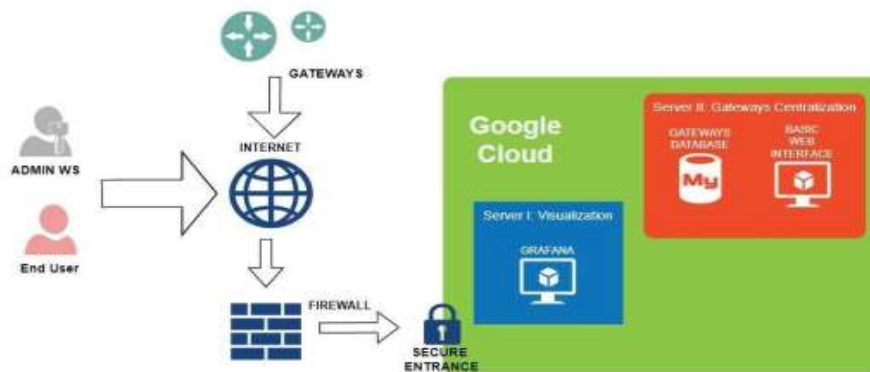 GATEWAYS
ADMIN WS
INTERNET
End User
FIREWALL
SECURE
ENTRANCE
Google
Cloud
Server I: Visualization
GRAFANA
Server II: Gateways Centralization
GATEWAYS
DATABASE
My
BASIC
WEB
INTERFACE